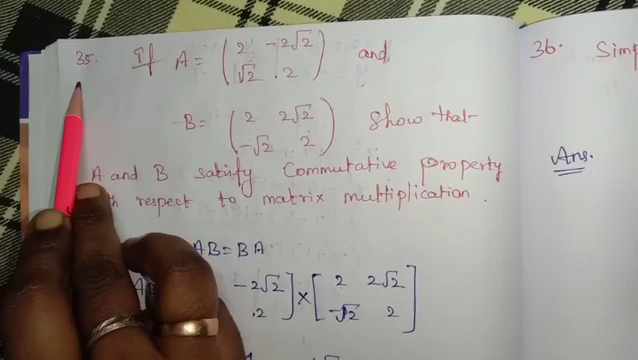 35. If A = ( 2 -2√2
√2 2 ) and
B = ( 2 2√2
-√2 2 ) Show that
A and B satisfy Commutative property
respect to matrix multiplication.
AB = BA
-2√2
2 ] × [ 2 2√2
-√2 2 ]
36. Simp
Ans.